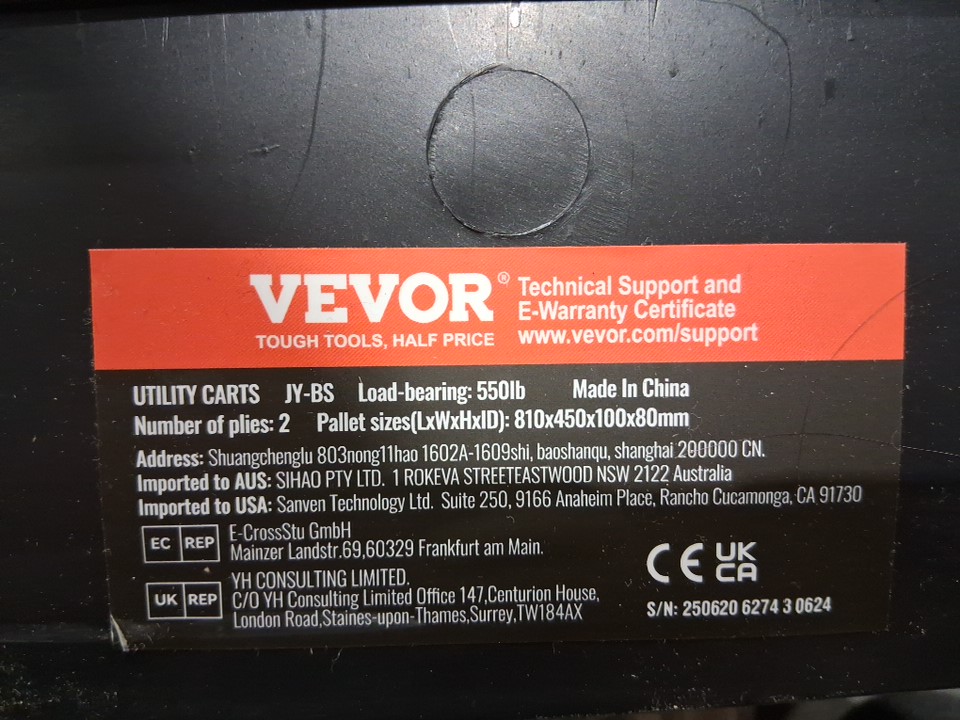 VEVOR®
TOUGH TOOLS, HALF PRICE
Technical Support and
E-Warranty Certificate
www.vevor.com/support
UTILITY CARTS JY-BS Load-bearing: 550lb Made In China
Number of plies: 2 Pallet sizes(LxWxHxID): 810x450x100x80mm
Address: Shuangchenglu 803nong11hao 1602A-1609shi, baoshanqu, shanghai 200000 CN.
Imported to AUS: SIHAO PTY LTD. 1 ROKEVA STREETEASTWOOD NSW 2122 Australia
Imported to USA: Sanven Technology Ltd. Suite 250, 9166 Anaheim Place, Rancho Cucamonga, CA 91730
EC REP
E-CrossStu GmbH
Mainzer Landstr.69,60329 Frankfurt am Main.
UK REP
YH CONSULTING LIMITED.
C/O YH Consulting Limited Office 147,Centurion House,
London Road,Staines-upon-Thames,Surrey,TW184AX
CE
UK
CA
S/N: 250620 6274 3 0624